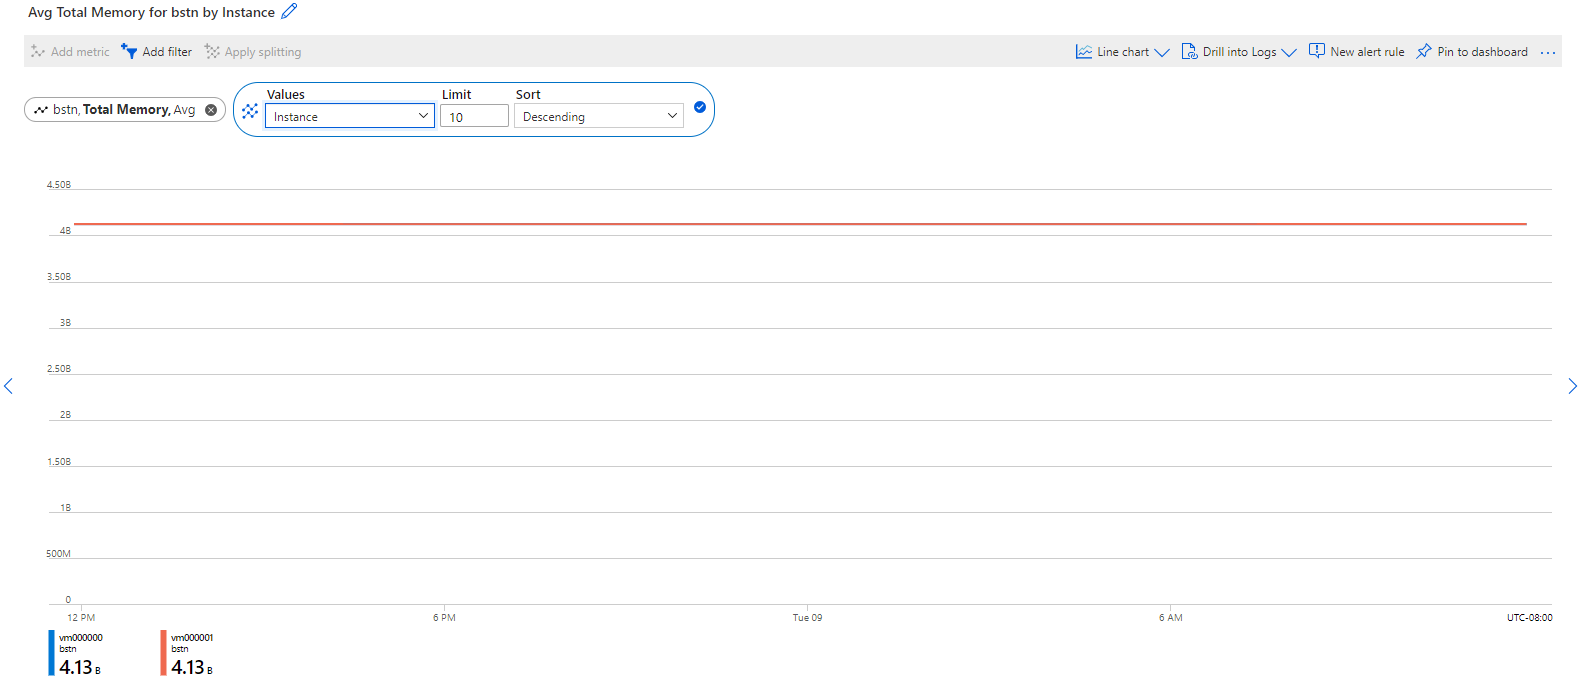 Avg Total Memory for bstn by Instance
Add metric Add filter Apply splitting Line chart Drill into Logs New alert rule Pin to dashboard ...
bstn, Total Memory, Avg
Values Limit Sort
Instance 10 Descending
4.50B
4B
3.50B
3B
2.50B
2B
1.50B
1B
500M
0
12 PM 6 PM Tue 09 6 AM UTC-08:00
vm000000 vm000001
bstn bstn
4.13 B 4.13 B